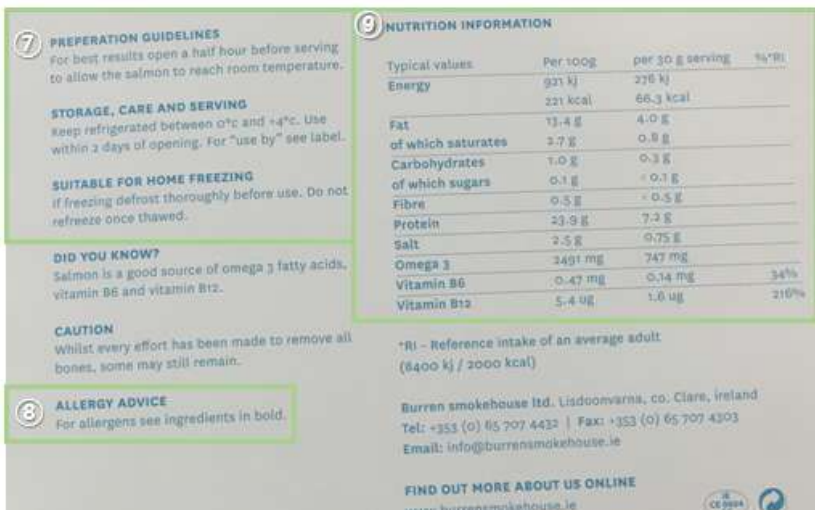 7
PREPERATION GUIDELINES
For best results open a half hour before serving
to allow the salmon to reach room temperature.
STORAGE, CARE AND SERVING
Keep refrigerated between 0°c and +4°c. Use
within 2 days of opening. For "use by" see label.
SUITABLE FOR HOME FREEZING
If freezing defrost thoroughly before use. Do not
refreeze once thawed.
DID YOU KNOW?
Salmon is a good source of omega 3 fatty acids,
vitamin B6 and vitamin B12.
CAUTION
Whilst every effort has been made to remove all
bones, some may still remain.
8
ALLERGY ADVICE
For allergens see ingredients in bold.
9
NUTRITION INFORMATION
Typical values Per 100g per 30 g serving %*RI
Energy 921 kj 276 kj
221 kcal 66.3 kcal
Fat 13.4 g 4.0 g
of which saturates 2.7 g 0.8 g
Carbohydrates 1.0 g 0.3 g
of which sugars 0.1 g < 0.1 g
Fibre 0.5 g < 0.5 g
Protein 23.9 g 7.2 g
Salt 2.5 g 0.75 g
Omega 3 2491 mg 747 mg
Vitamin B6 0.47 mg 0.14 mg 34%
Vitamin B12 5.4 ug 1.6 ug 216%
*RI – Reference intake of an average adult
(8400 kj / 2000 kcal)
Burren smokehouse ltd. Lisdoonvarna, co. Clare, ireland
Tel: +353 (0) 65 707 4432 | Fax: +353 (0) 65 707 4303
Email: info@burrensmokehouse.ie
FIND OUT MORE ABOUT US ONLINE
www.burrensmokehouse.ie
IE